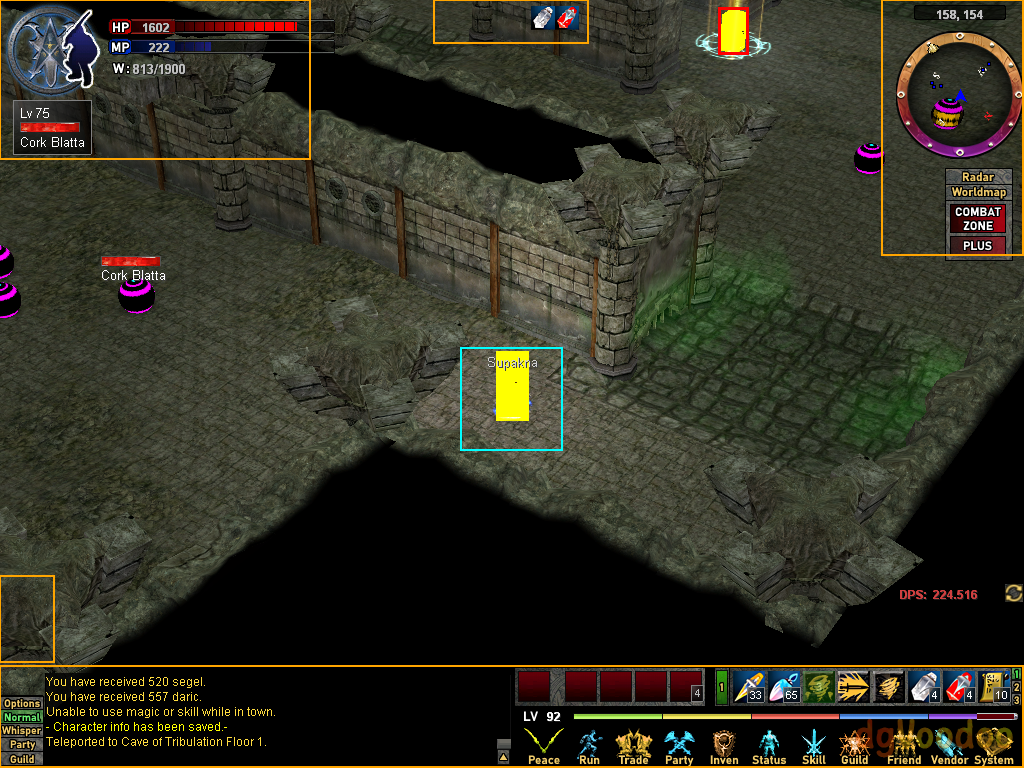 HP 1602
MP 222
W: 813/1900
Lv 75
Cork Blatta
158, 154
S
Radar
Worldmap
COMBAT
ZONE
PLUS
Cork Blatta
Supakna
DPS: 224.516
You have received 520 segel.
You have received 557 daric.
Unable to use magic or skill while in town.
- Character info has been saved.-
Teleported to Cave of Tribulation Floor 1.
Options
Normal
Whisper
Party
Guild
4
1
33
65
4
4
10
1
2
3
LV 92
Peace
Run
Trade
Party
Inven
Status
Skill
Guild
Friend
Vendor
System